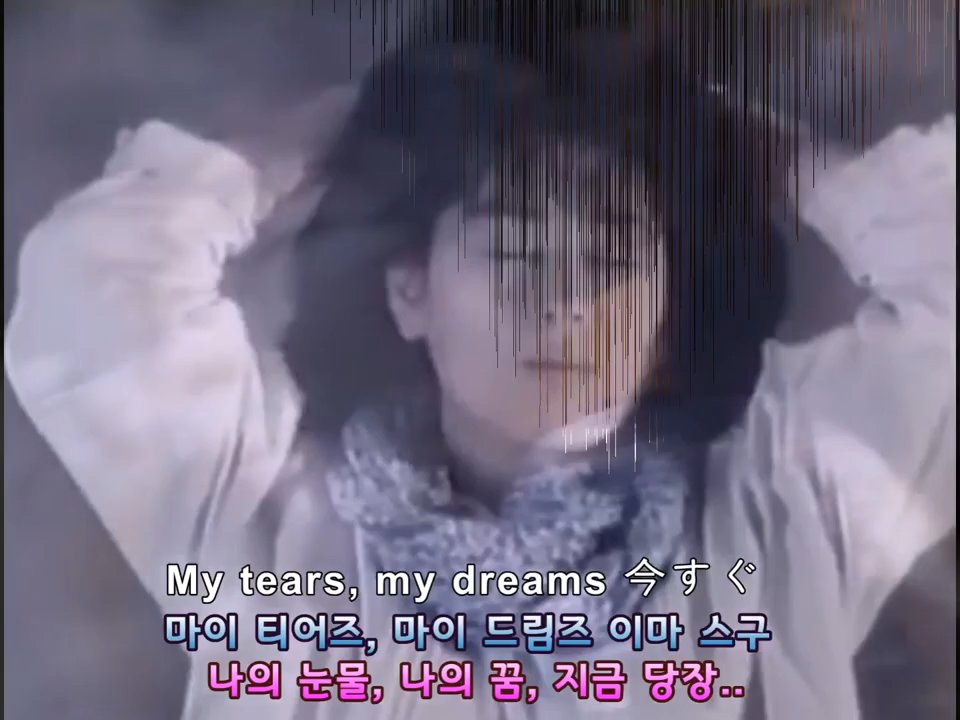 My tears, my dreams 今すぐ
마이 티어즈, 마이 드림즈 이마 스구
나의 눈물, 나의 꿈, 지금 당장..